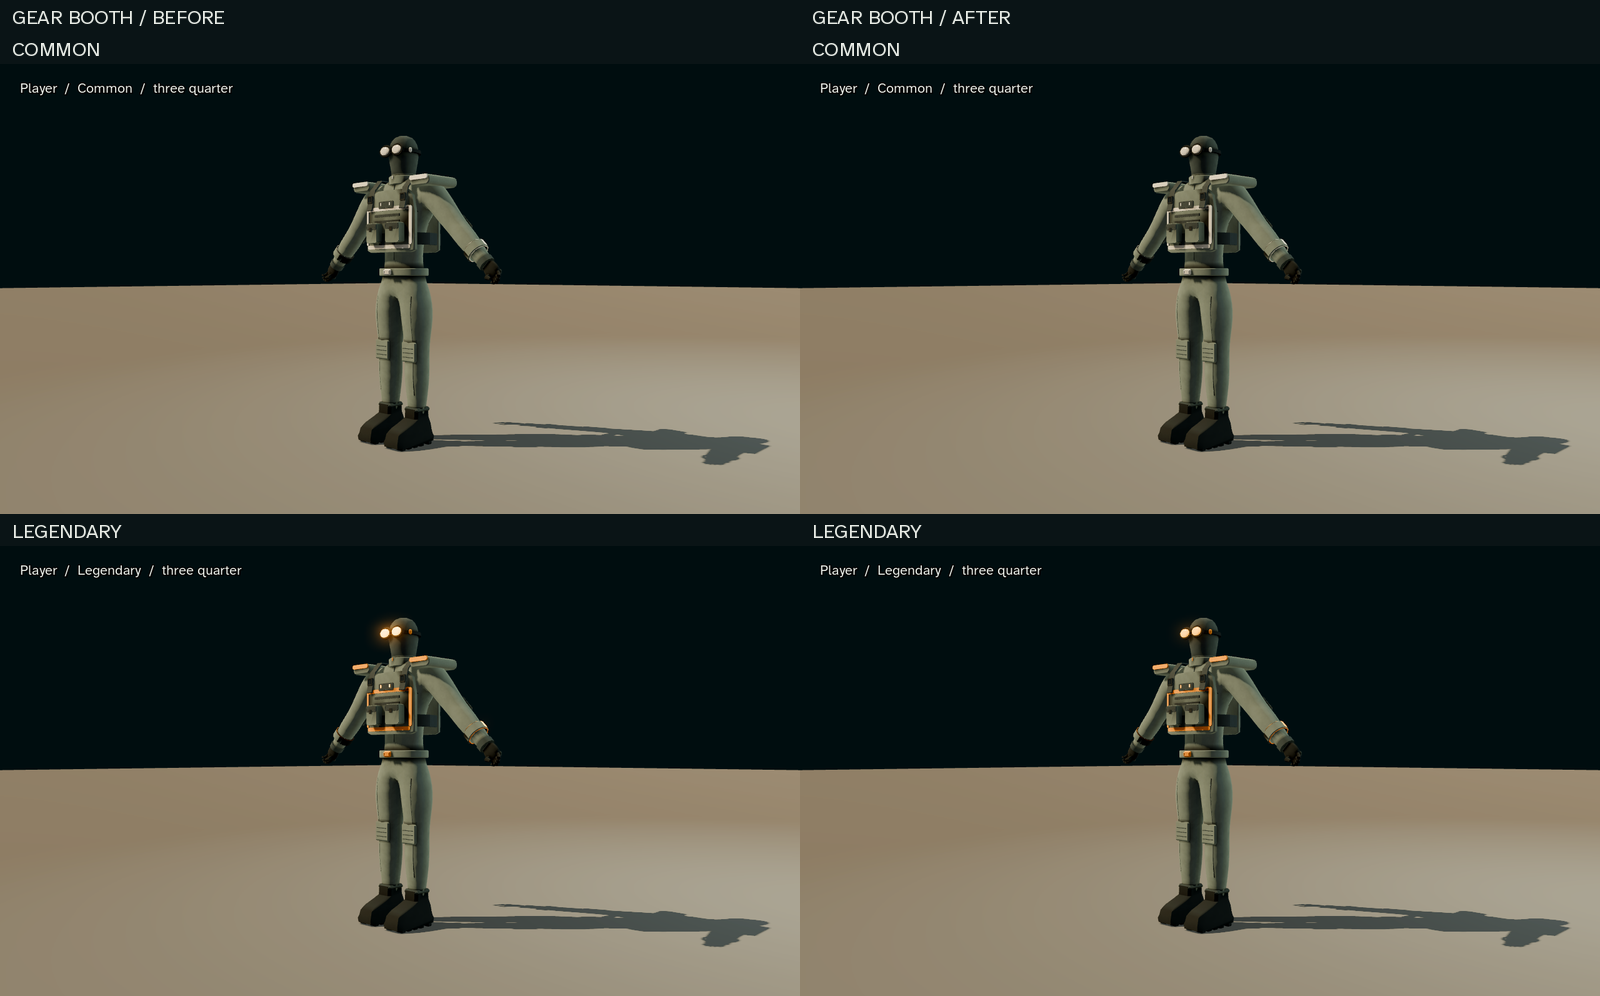 GEAR BOOTH / BEFORE
COMMON
Player / Common / three quarter
GEAR BOOTH / AFTER
COMMON
Player / Common / three quarter
LEGENDARY
Player / Legendary / three quarter
LEGENDARY
Player / Legendary / three quarter